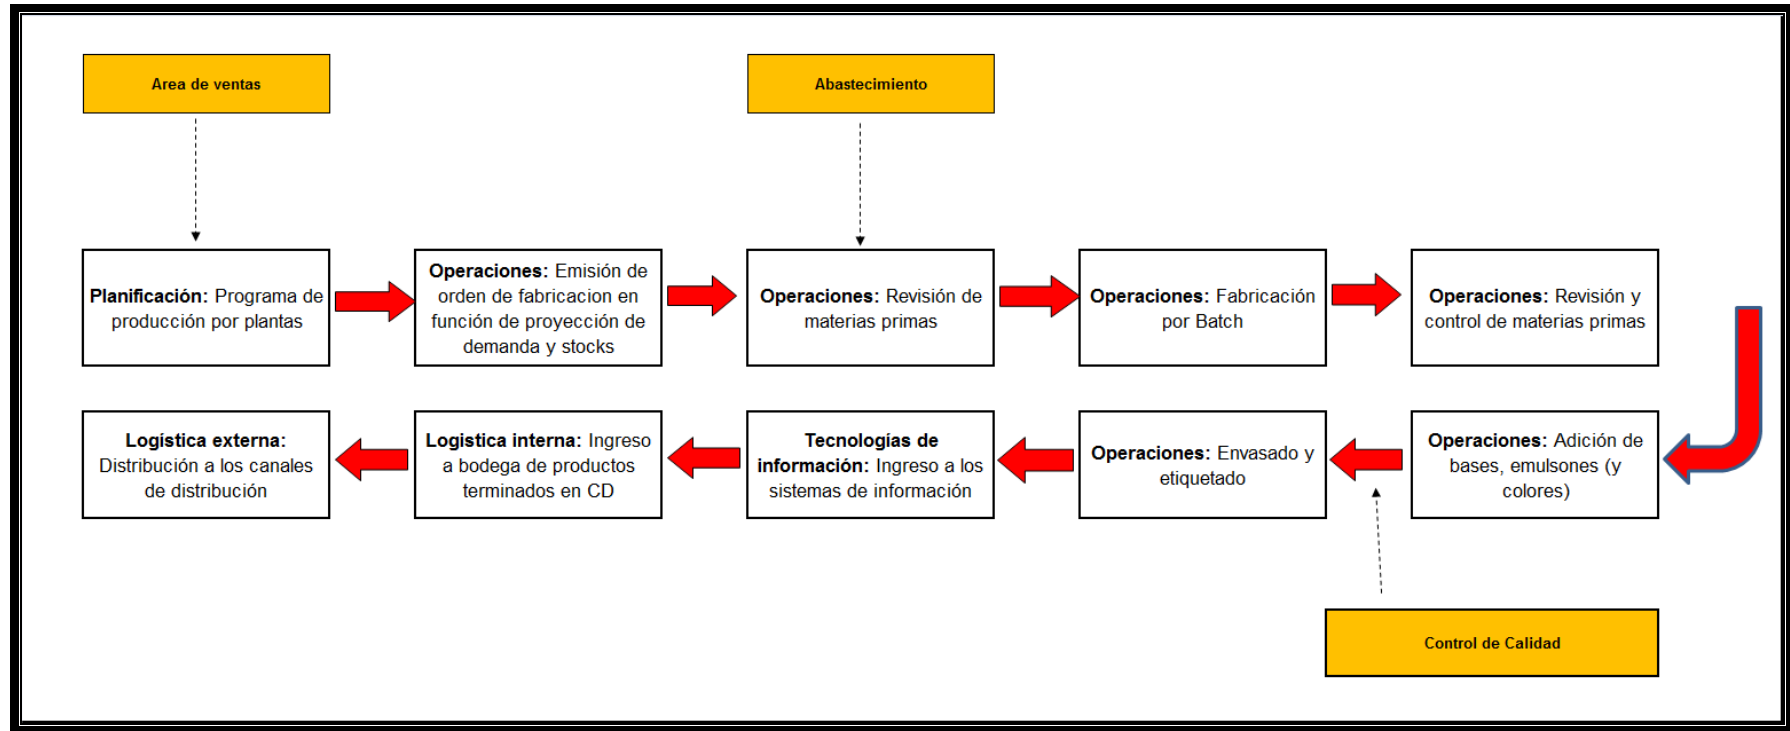 Area de ventas
Abastecimiento
Planificación: Programa de
producción por plantas
Operaciones: Emisión de
orden de fabricacion en
función de proyección de
demanda y stocks
Operaciones: Revisión de
materias primas
Operaciones: Fabricación
por Batch
Operaciones: Revisión y
control de materias primas
Logística externa:
Distribución a los canales
de distribución
Logistica interna: Ingreso
a bodega de productos
terminados en CD
Tecnologías de
información: Ingreso a los
sistemas de información
Operaciones: Envasado y
etiquetado
Operaciones: Adición de
bases, emulsones (y
colores)
Control de Calidad